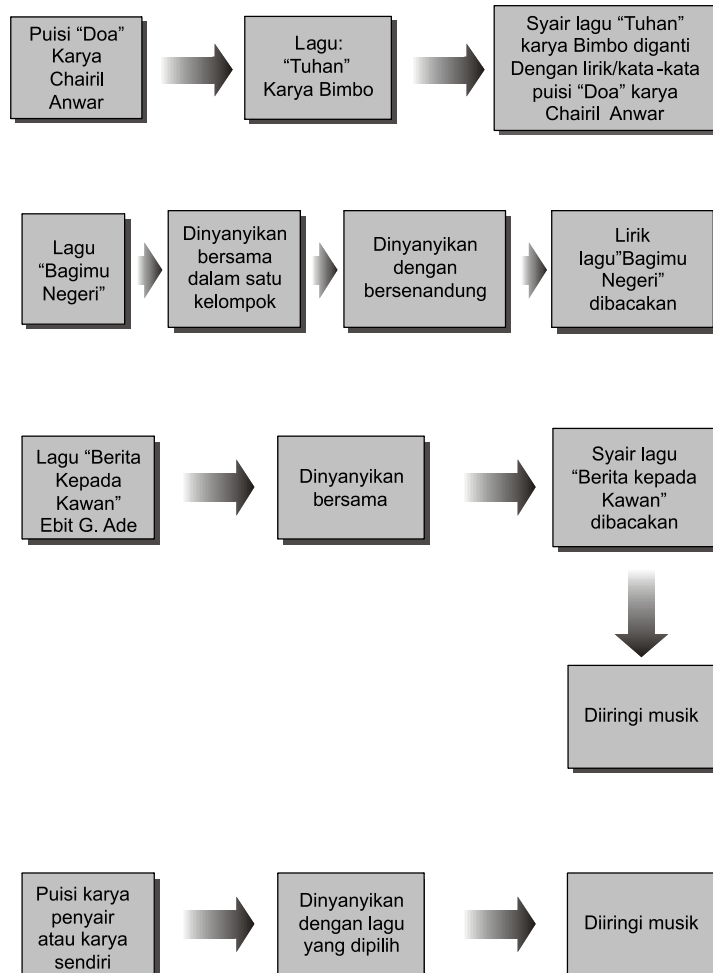 Puisi “Doa”
Karya
Chairil
Anwar
Lagu:
“Tuhan”
Karya Bimbo
Syair lagu “Tuhan”
karya Bimbo diganti
Dengan lirik/kata-kata
puisi “Doa” karya
Chairil Anwar
Lagu
“Bagimu
Negeri”
Dinyanyikan
bersama
dalam satu
kelompok
Dinyanyikan
dengan
bersenandung
Lirik
lagu”Bagimu
Negeri”
dibacakan
Lagu “Berita
Kepada
Kawan”
Ebit G. Ade
Dinyanyikan
bersama
Syair lagu
“Berita kepada
Kawan”
dibacakan
Diiringi musik
Puisi karya
penyair
atau karya
sendiri
Dinyanyikan
dengan lagu
yang dipilih
Diiringi musik